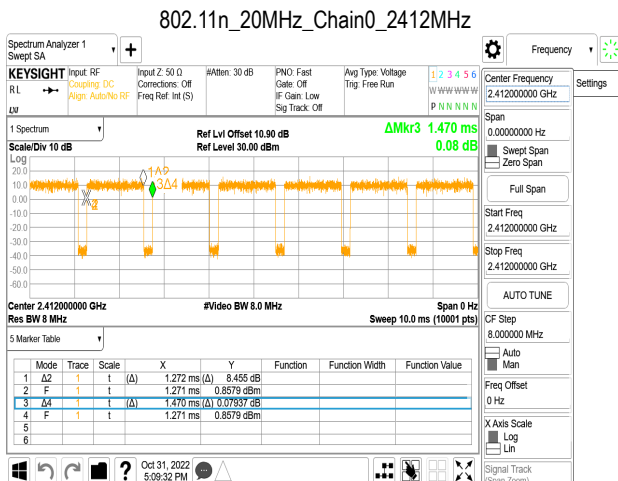 802.11n_20MHz_Chain0_2412MHz
Spectrum Analyzer 1
Swept SA
Frequency
KEYSIGHT
RL
LXI
Input: RF
Coupling: DC
Align: Auto/No RF
Input Z: 50 Ω
Corrections: Off
Freq Ref: Int (S)
#Atten: 30 dB
PNO: Fast
Gate: Off
IF Gain: Low
Sig Track: Off
Avg Type: Voltage
Trig: Free Run
1 2 3 4 5 6
W W W W W W
P N N N N N
1 Spectrum
Scale/Div 10 dB
Ref Lvl Offset 10.90 dB
Ref Level 30.00 dBm
ΔMkr3 1.470 ms
0.08 dB
Log
20.0
10.0
0.00
-10.0
-20.0
-30.0
-40.0
-50.0
-60.0
1Δ2
3Δ4
Center 2.412000000 GHz
#Video BW 8.0 MHz
Span 0 Hz
Res BW 8 MHz
Sweep 10.0 ms (10001 pts)
5 Marker Table
Mode Trace Scale X Y Function Function Width Function Value
1 Δ2 1 t (Δ) 1.272 ms (Δ) 8.455 dB
2 F 1 t 1.271 ms 0.8579 dBm
3 Δ4 1 t (Δ) 1.470 ms (Δ) 0.07937 dB
4 F 1 t 1.271 ms 0.8579 dBm
5
6
Oct 31, 2022
5:09:32 PM
Center Frequency
2.412000000 GHz
Settings
Span
0.00000000 Hz
Swept Span
Zero Span
Full Span
Start Freq
2.412000000 GHz
Stop Freq
2.412000000 GHz
AUTO TUNE
CF Step
8.000000 MHz
Auto
Man
Freq Offset
0 Hz
X Axis Scale
Log
Lin
Signal Track
(Span Zoom)